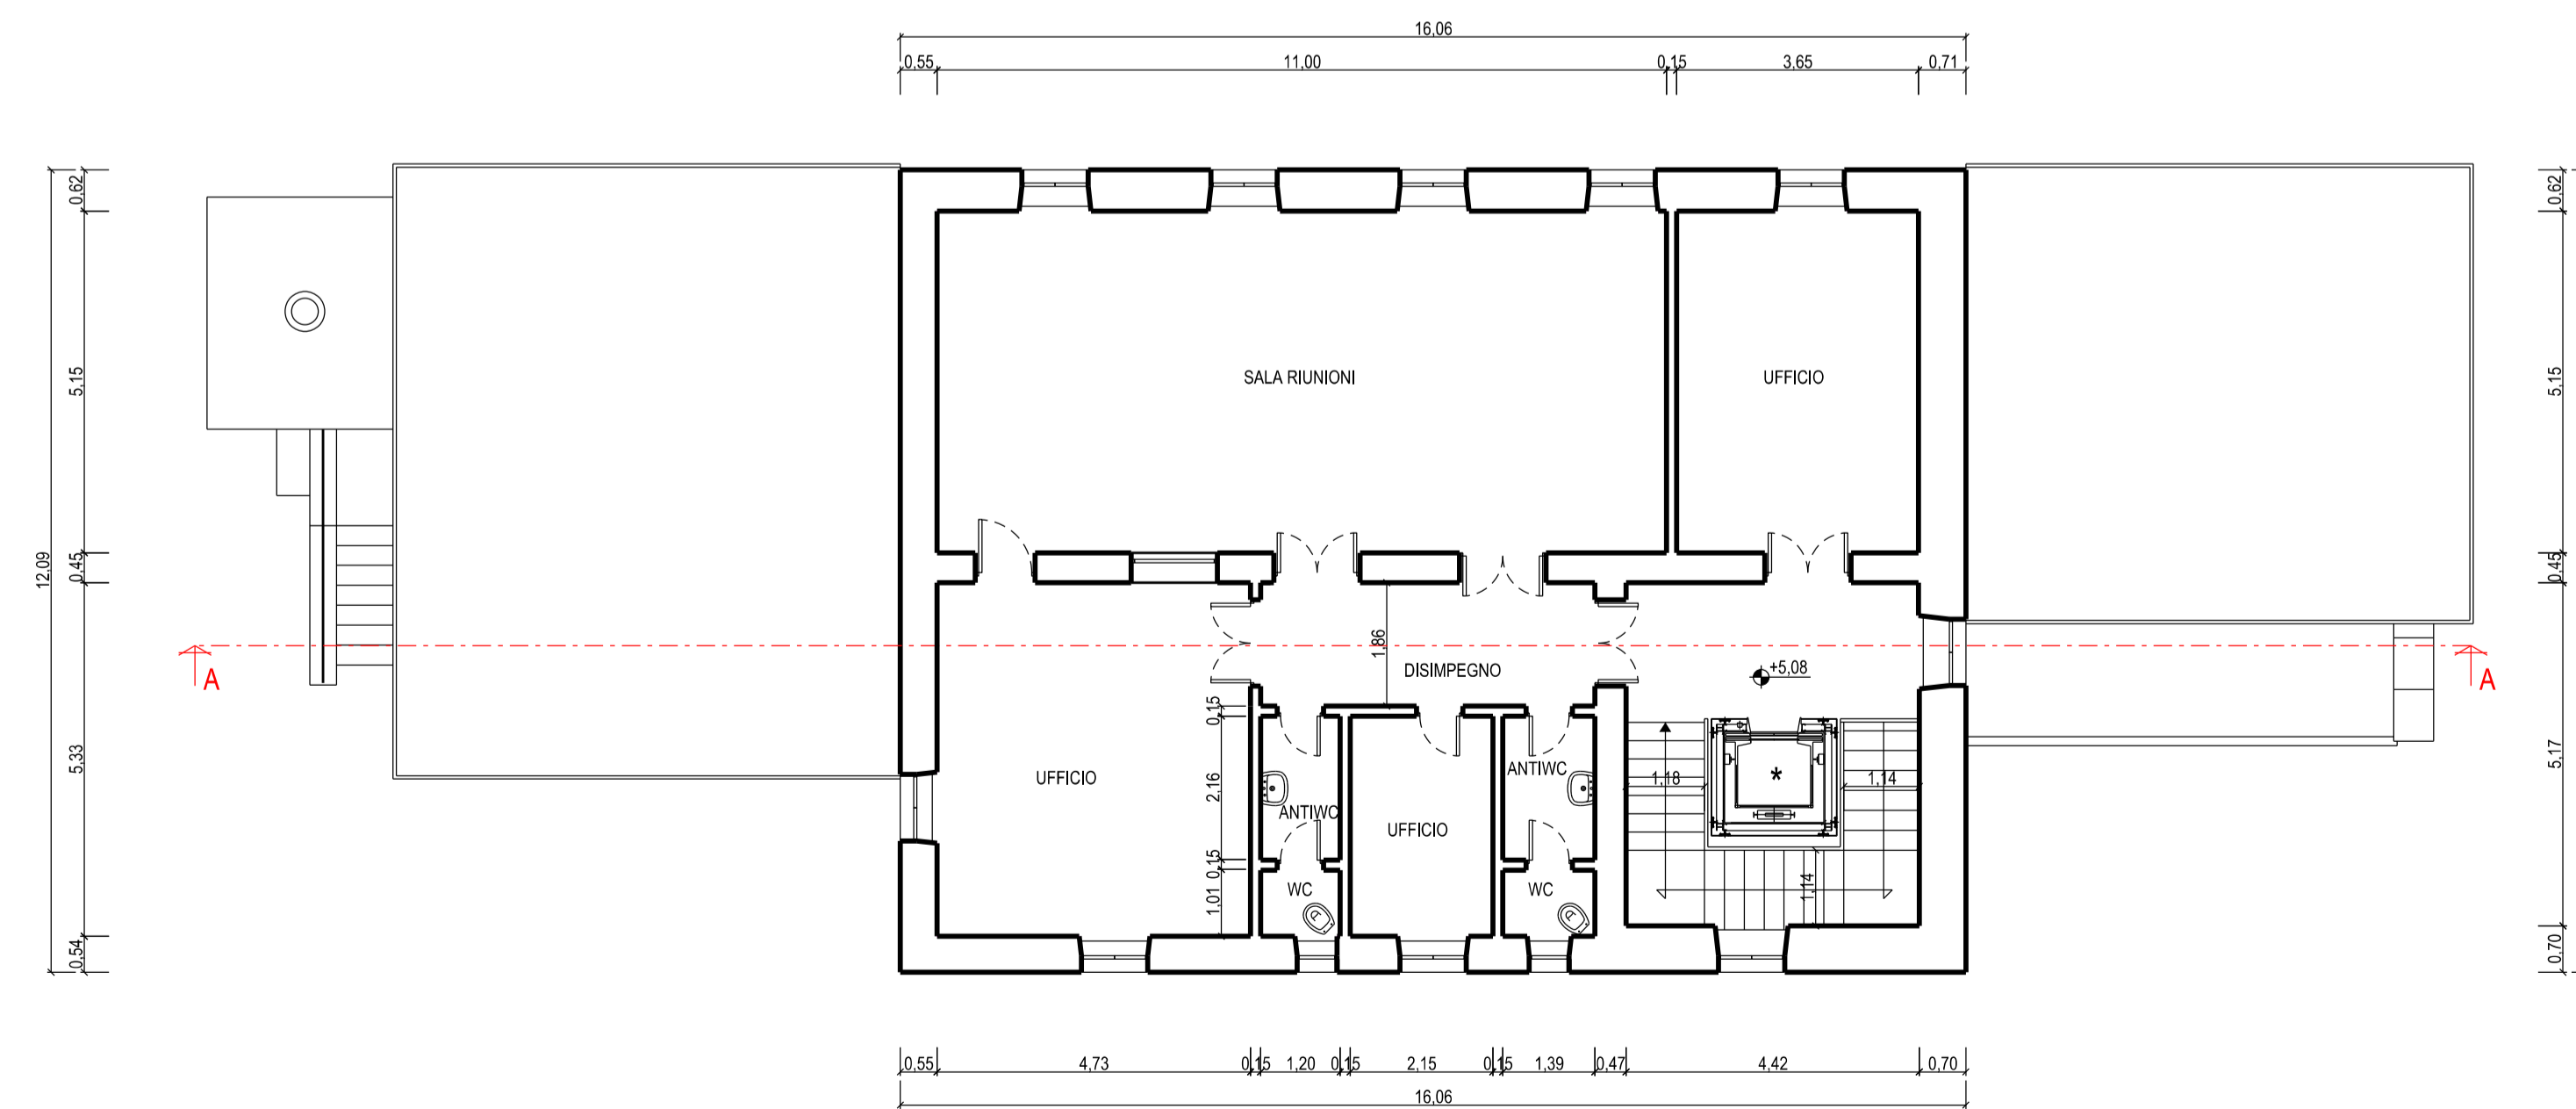 16,06
0,55 11,00 0,15 3,65 0,71
0,62
0,62
5,15
5,15
SALA RIUNIONI
UFFICIO
12,09
0,45
0,45
1,86
DISIMPEGNO
+5,08
A
A
0,15
5,33
UFFICIO
2,16
ANTIWC
UFFICIO
ANTIWC
1,18
*
1,14
5,17
0,15
WC
WC
1,01
1,14
0,54
0,70
0,55 4,73 0,15 1,20 0,15 2,15 0,15 1,39 0,47 4,42 0,70
16,06